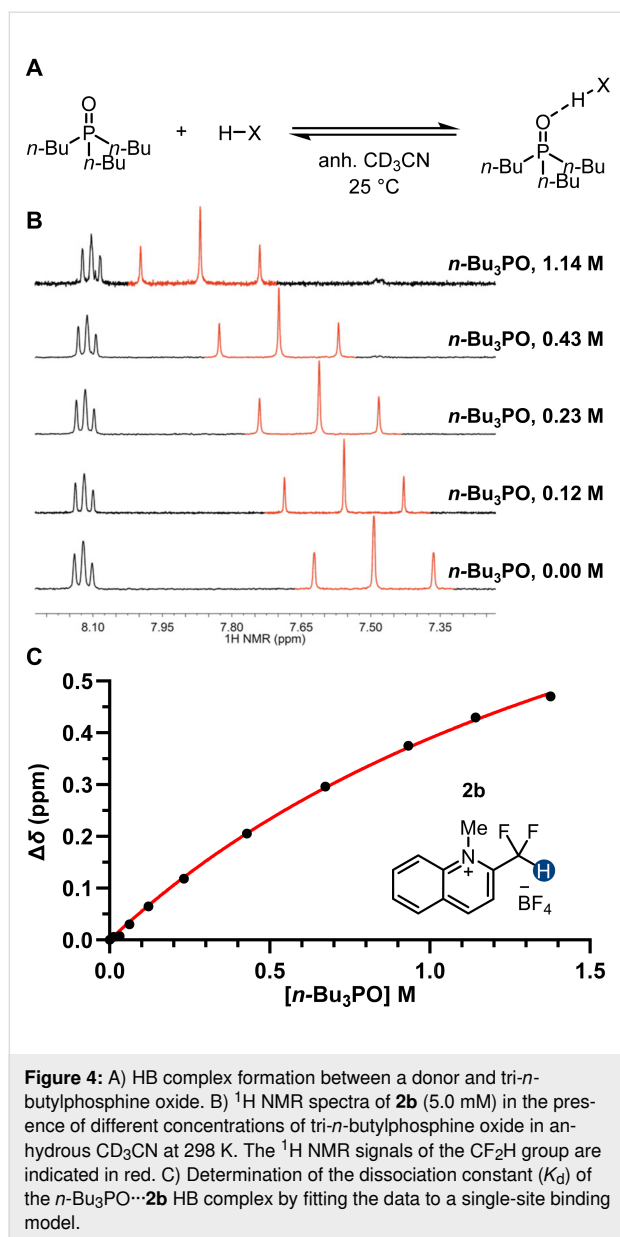 A
O
P
n-Bu
n-Bu
n-Bu
+
H–X
anh. CD3CN
25 °C
X
H
O
P
n-Bu
n-Bu
n-Bu
B
n-Bu3PO, 1.14 M
n-Bu3PO, 0.43 M
n-Bu3PO, 0.23 M
n-Bu3PO, 0.12 M
n-Bu3PO, 0.00 M
8.10 7.95 7.80 7.65 7.50 7.35
1H NMR (ppm)
C
0.5
0.4
0.3
0.2
0.1
0.0
Δδ (ppm)
0.0 0.5 1.0 1.5
[n-Bu3PO] M
2b
Me
F F
N
+
H
−
BF4
Figure 4: A) HB complex formation between a donor and tri-n-
butylphosphine oxide. B) 1H NMR spectra of 2b (5.0 mM) in the pres-
ence of different concentrations of tri-n-butylphosphine oxide in an-
hydrous CD3CN at 298 K. The 1H NMR signals of the CF2H group are
indicated in red. C) Determination of the dissociation constant (Kd) of
the n-Bu3PO···2b HB complex by fitting the data to a single-site binding
model.